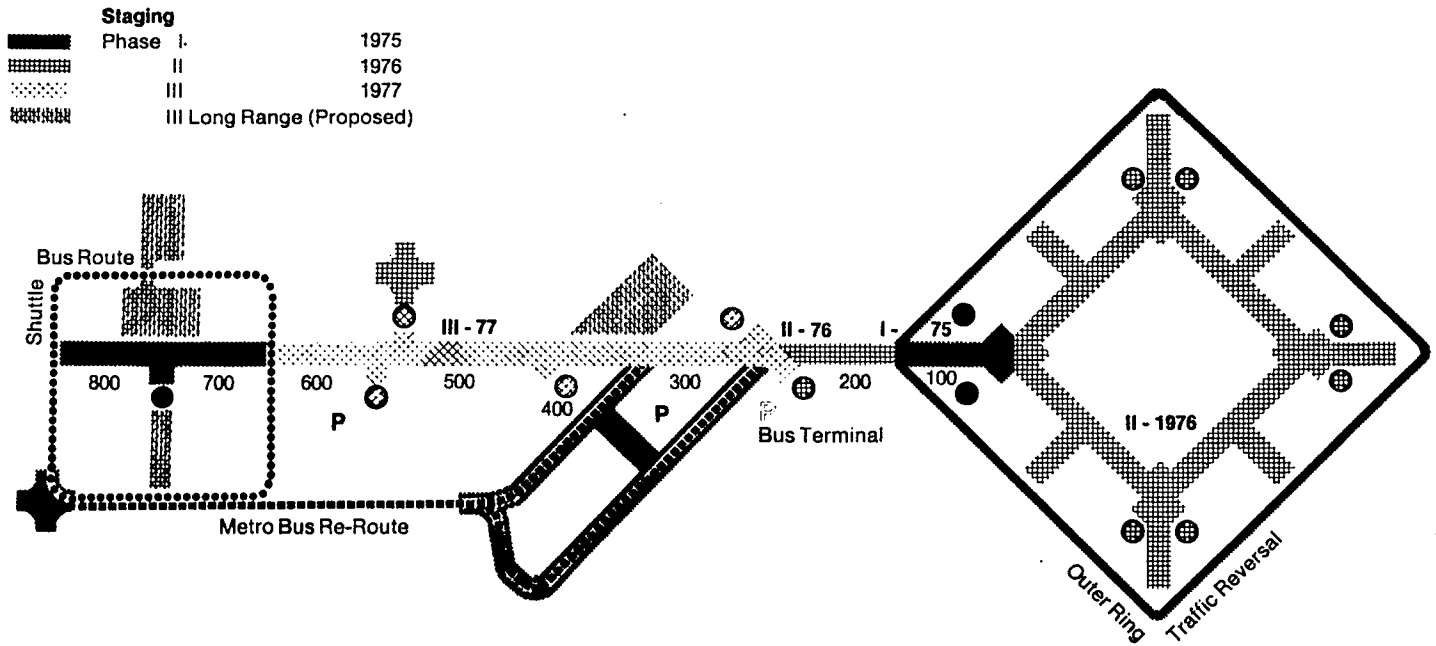 Staging
Phase I. 1975
II 1976
III 1977
III Long Range (Proposed)
Bus Route
Shuttle
III - 77
II - 76
I - 75
800
700
600
500
400
300
200
100
P
P
P
Bus Terminal
II - 1976
Metro Bus Re-Route
Outer Ring
Traffic Reversal